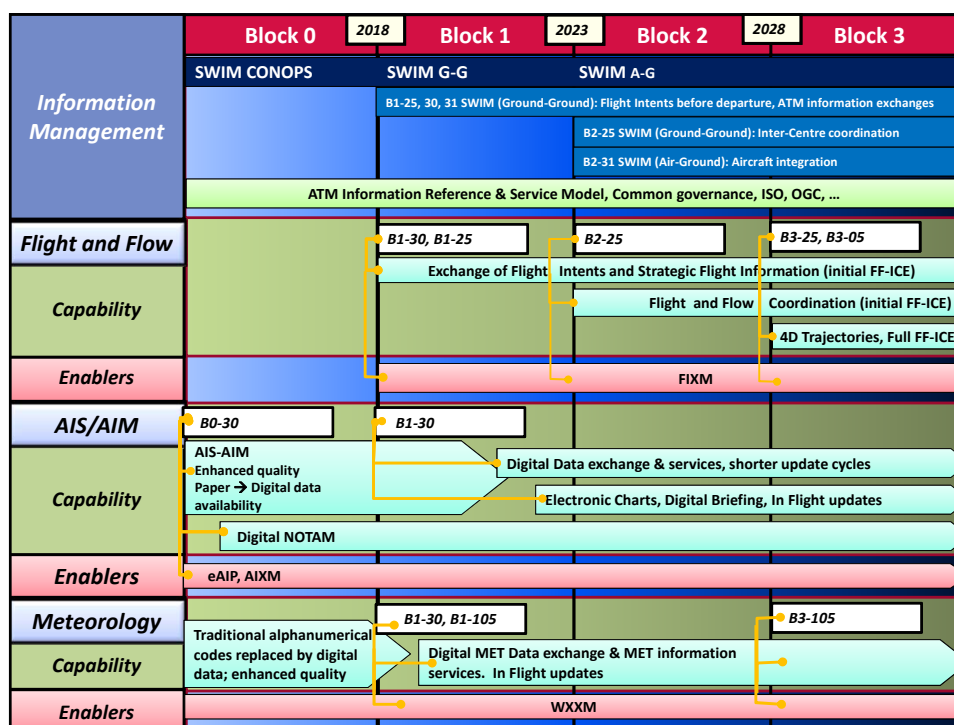 Block 0
2018
Block 1
2023
Block 2
2028
Block 3
Information
Management
SWIM CONOPS
SWIM G-G
SWIM A-G
B1-25, 30, 31 SWIM (Ground-Ground): Flight Intents before departure, ATM information exchanges
B2-25 SWIM (Ground-Ground): Inter-Centre coordination
B2-31 SWIM (Air-Ground): Aircraft integration
ATM Information Reference & Service Model, Common governance, ISO, OGC, …
Flight and Flow
B1-30, B1-25
B2-25
B3-25, B3-05
Capability
Exchange of Flight Intents and Strategic Flight Information (initial FF-ICE)
Flight and Flow Coordination (initial FF-ICE)
4D Trajectories, Full FF-ICE
Enablers
FIXM
AIS/AIM
B0-30
B1-30
Capability
AIS-AIM
Enhanced quality
Paper → Digital data
availability
Digital Data exchange & services, shorter update cycles
Electronic Charts, Digital Briefing, In Flight updates
Digital NOTAM
Enablers
eAIP, AIXM
Meteorology
B1-30, B1-105
B3-105
Capability
Traditional alphanumerical
codes replaced by digital
data; enhanced quality
Digital MET Data exchange & MET information
services. In Flight updates
Enablers
WXXM